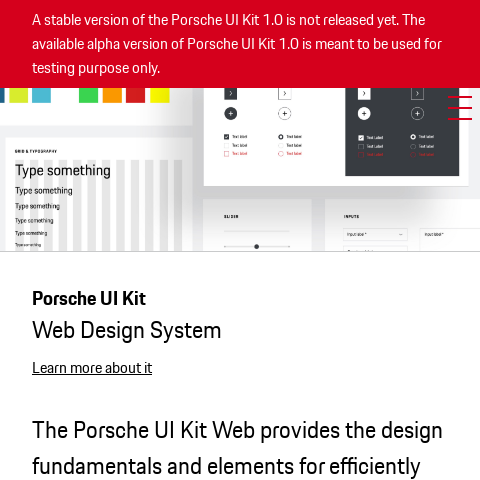 A stable version of the Porsche UI Kit 1.0 is not released yet. The
available alpha version of Porsche UI Kit 1.0 is meant to be used for
testing purpose only.
Text label Text label
Text label Text label
Text label Text label
Text label Text label
Text label Text label
Text label Text label
GRID & TYPOGRAPHY
Type something
Type something
Type something
Type something
Type something
Type something
SLIDER
INPUTS
Input label*
Input label*
Porsche UI Kit
Web Design System
Learn more about it
The Porsche UI Kit Web provides the design
fundamentals and elements for efficiently